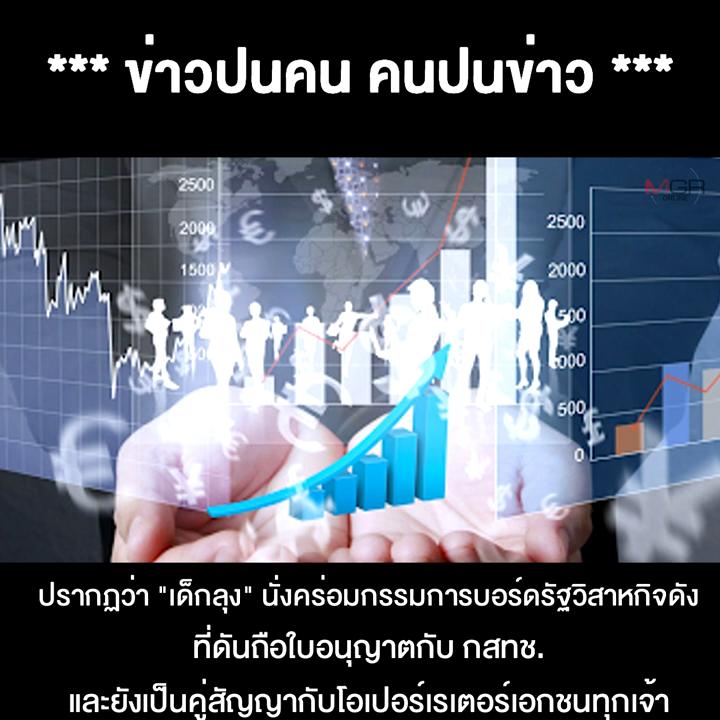 *** ข่าวปนคน คนปนข่าว ***
MGR
ONLINE
2500
2000
1500
2500
2000
500
000
500
0
ปรากฏว่า "เด็กลุง" นั่งคร่อมกรรมการบอร์ดรัฐวิสาหกิจดัง
ที่ดันถือใบอนุญาตกับ กสทช.
และยังเป็นคู่สัญญากับโอเปอร์เรเตอร์เอกชนทุกเจ้า